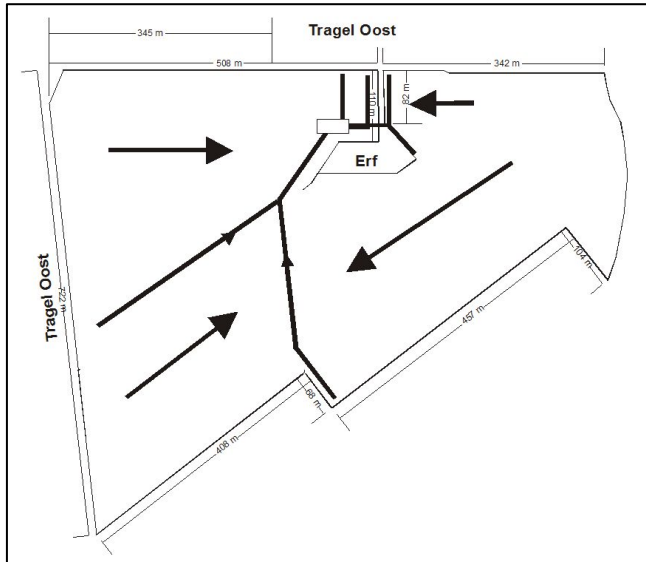 Tragel Oost
345 m
508 m
342 m
110 m
82 m
Erf
Tragel Oost
722 m
104 m
457 m
68 m
408 m